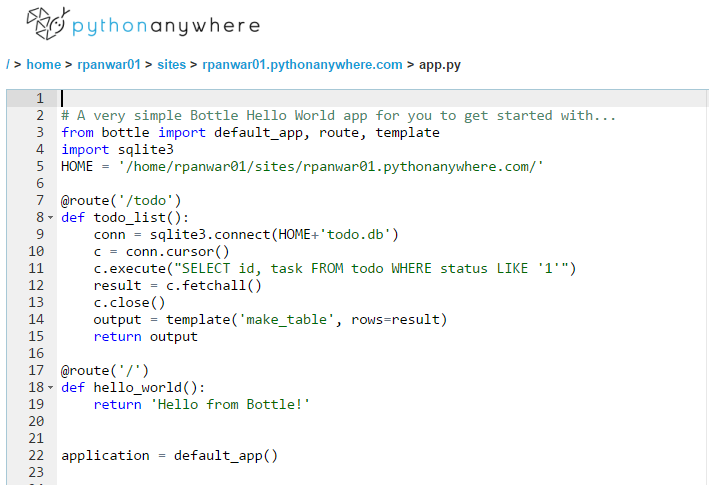 pythonanywhere
/ > home > rpanwar01 > sites > rpanwar01.pythonanywhere.com > app.py
1
2 # A very simple Bottle Hello World app for you to get started with...
3 from bottle import default_app, route, template
4 import sqlite3
5 HOME = '/home/rpanwar01/sites/rpanwar01.pythonanywhere.com/'
6
7 @route('/todo')
8 def todo_list():
9     conn = sqlite3.connect(HOME+'todo.db')
10     c = conn.cursor()
11     c.execute("SELECT id, task FROM todo WHERE status LIKE '1'")
12     result = c.fetchall()
13     c.close()
14     output = template('make_table', rows=result)
15     return output
16
17 @route('/')
18 def hello_world():
19     return 'Hello from Bottle!'
20
21
22 application = default_app()
23